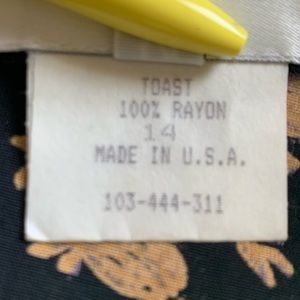 TOAST
100% RAYON
14
MADE IN U.S.A.
103-444-311